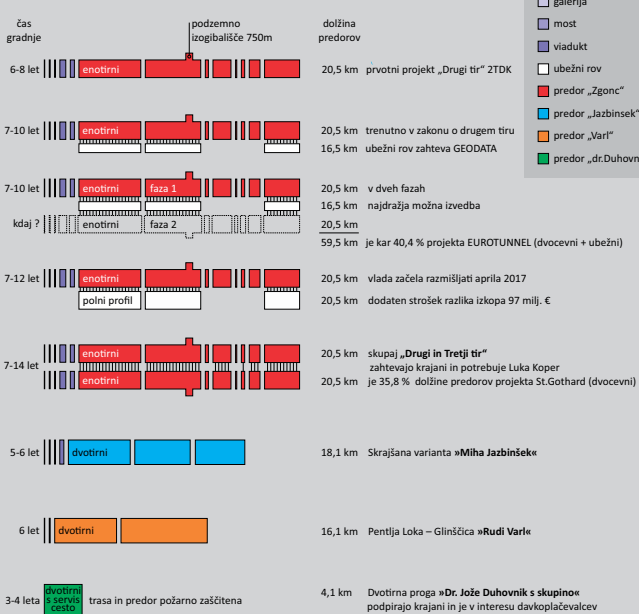 čas
gradnje
podzemno
izogibališče 750m
dolžina
predorov
galerija
most
viadukt
ubežni rov
predor „Zgonc“
predor „Jazbinsek“
predor „Varl“
predor „dr.Duhovn
6-8 let
enotirni
20,5 km prvotni projekt „Drugi tir“ 2TDK
7-10 let
enotirni
20,5 km trenutno v zakonu o drugem tiru
16,5 km ubežni rov zahteva GEODATA
7-10 let
enotirni faza 1
20,5 km v dveh fazah
16,5 km najdražja možna izvedba
kdaj ?
enotirni faza 2
20,5 km
59,5 km je kar 40,4 % projekta EUROTUNNEL (dvocevni + ubežni)
7-12 let
enotirni
20,5 km vlada začela razmišljati aprila 2017
polni profil
20,5 km dodaten strošek razlika izkopa 97 milj. €
7-14 let
enotirni
20,5 km skupaj „Drugi in Tretji tir“
zahtevajo krajani in potrebuje Luka Koper
enotirni
20,5 km je 35,8 % dolžine predorov projekta St.Gothard (dvocevni)
5-6 let
dvotirni
18,1 km Skrajšana varianta »Miha Jazbinšek«
6 let
dvotirni
16,1 km Pentlja Loka – Glinščica »Rudi Varl«
3-4 leta
dvotirni
s servis
cesto
trasa in predor požarno zaščitena
4,1 km Dvotirna proga »Dr. Jože Duhovnik s skupino«
podpirajo krajani in je v interesu davkoplačevalcev